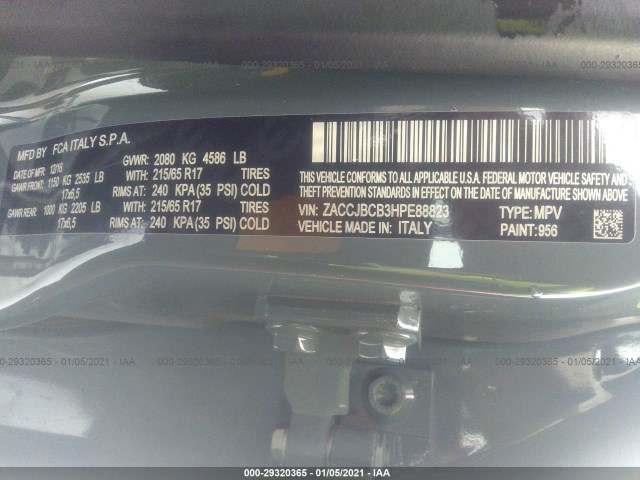 000-29320365 - 01/05/2021 - IAA
MFD BY FCA ITALY S.P.A.
DATE OF MFR: 12/16
GVWR: 2080 KG 4586 LB
GAWR FRONT: 1150 KG 2535 LB
WITH: 215/65 R17 TIRES
17x6,5
RIMS AT: 240 KPA (35 PSI) COLD
GAWR REAR: 1000 KG 2205 LB
WITH: 215/65 R17 TIRES
17x6,5
RIMS AT: 240 KPA (35 PSI) COLD
THIS VEHICLE CONFORMS TO ALL APPLICABLE U.S.A. FEDERAL MOTOR VEHICLE SAFETY,
BUMPER, AND THEFT PREVENTION STANDARDS IN EFFECT ON THE DATE OF MANUFACTURE SHOWN ABOVE.
VIN: ZACCJBCB3HPE88823 TYPE: MPV
VEHICLE MADE IN: ITALY PAINT: 956
000-29320365 - 01/05/2021 - IAA
000-29320365 - 01/05/2021 - IAA